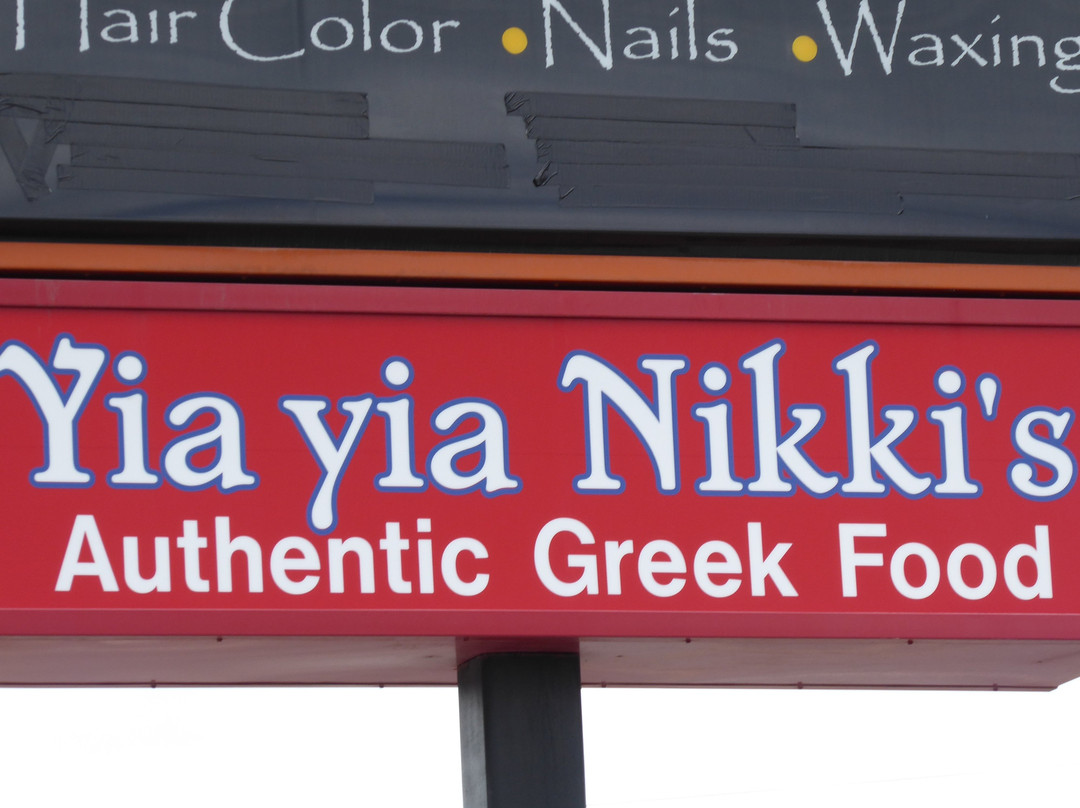 Hair Color • Nails • Waxing
Yia yia Nikki's
Authentic Greek Food